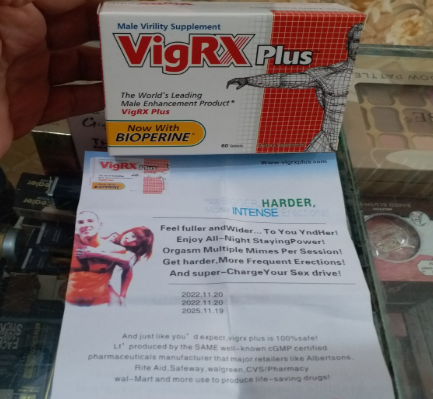 Male Virility Supplement
VigRX Plus
The World's Leading
Male Enhancement Product*
VigRX Plus
Now With
BIOPERINE
60 Tablets
VigRX Plus
BIOPERINE
HARDER,
INTENSE
Feel fuller andWider... To You YndHer!
Enjoy All-Night StayingPower!
Orgasm Multiple Mimes Per Session!
Get harder,More Frequent Erections!
And super-ChargeYour Sex drive!
2022.11.20
2022.11.20
2025.11.19
And just like you' d expect,vigrx plus is 100%safe!
Lt' produced by the SAME well-known cGMP certified
pharmaceuticals manufacturer that major retailers like Albertsons,
Rite Aid,Safeway,walgreen,CVS/Pharmacy
wal-Mart and more use to produce life-saving drugs!